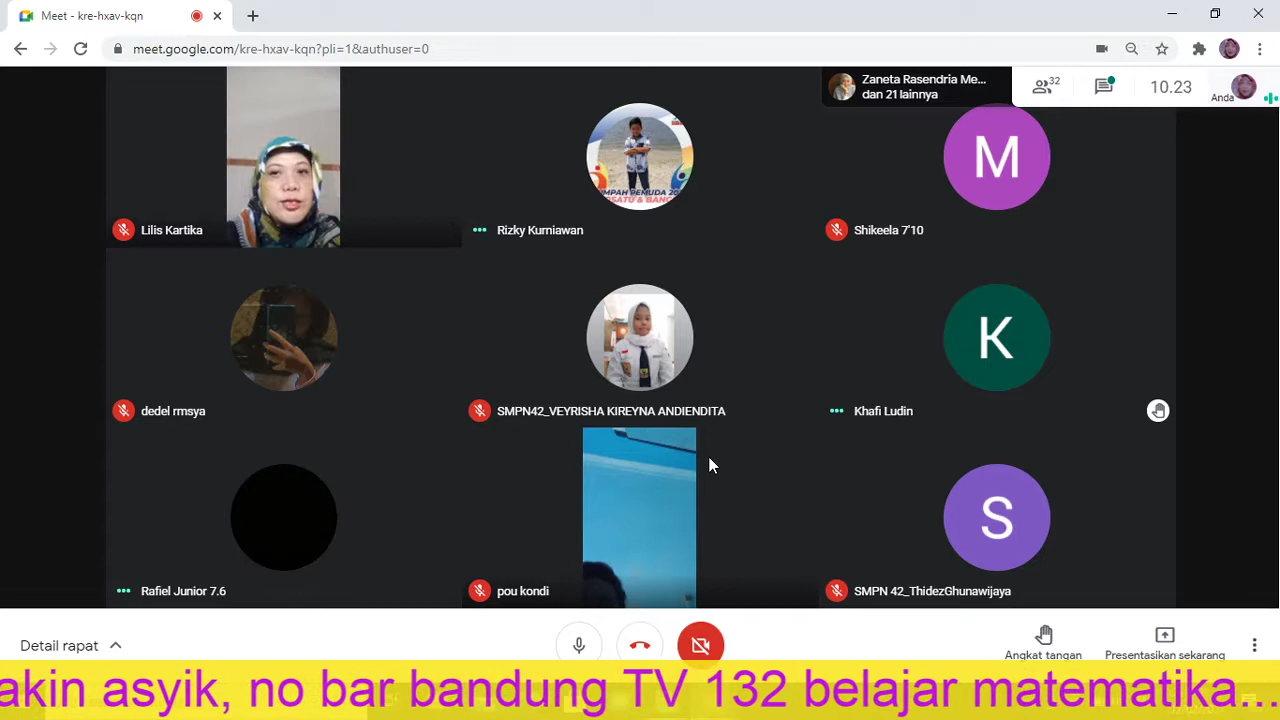 Meet - kre-hxav-kqn
meet.google.com/kre-hxav-kqn?pli=1&authuser=0
Zaneta Rasendria Me...
dan 21 lainnya
32
10.23
Anda
Lilis Kartika
Rizky Kurniawan
M
Shikeela 7'10
dedel rmsya
SMPN42_VEYRISHA KIREYNA ANDIENDITA
K
Khafi Ludin
Rafiel Junior 7.6
pou kondi
S
SMPN 42_ThidezGhunawijaya
Detail rapat
Angkat tangan
Presentasikan sekarang
akin asyik, no bar bandung TV 132 belajar matematika...